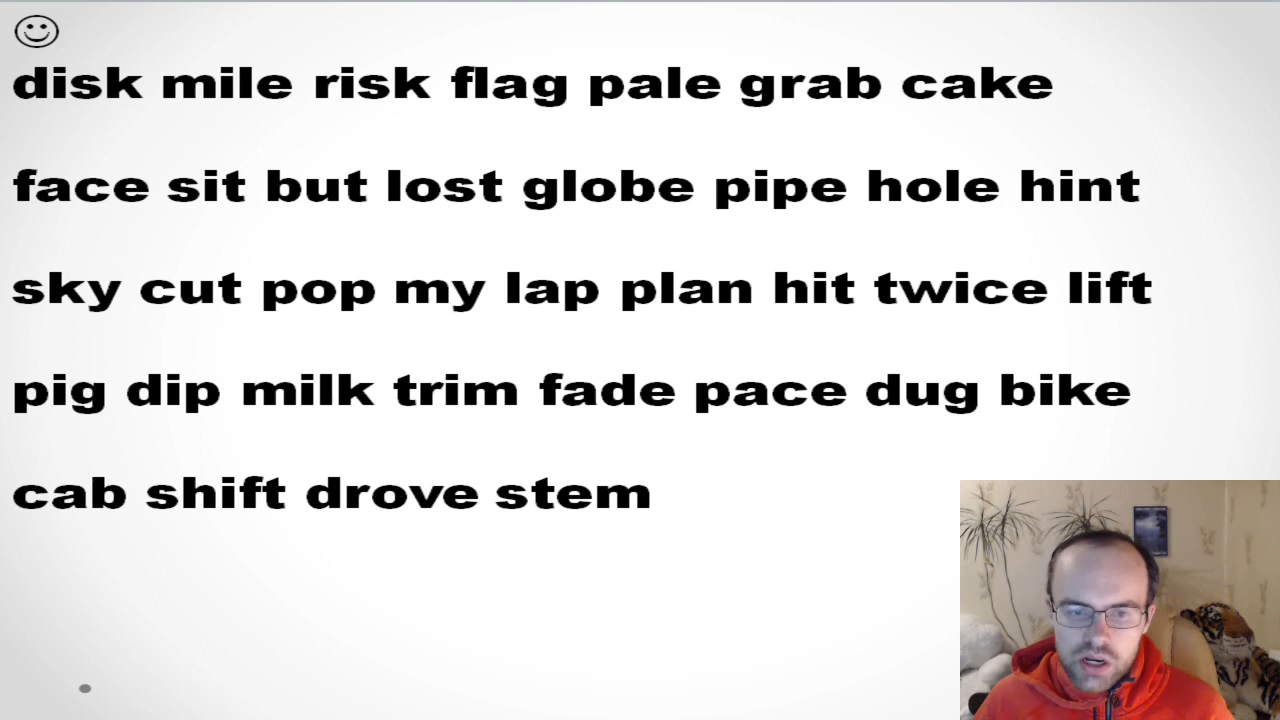 disk mile risk flag pale grab cake
face sit but lost globe pipe hole hint
sky cut pop my lap plan hit twice lift
pig dip milk trim fade pace dug bike
cab shift drove stem